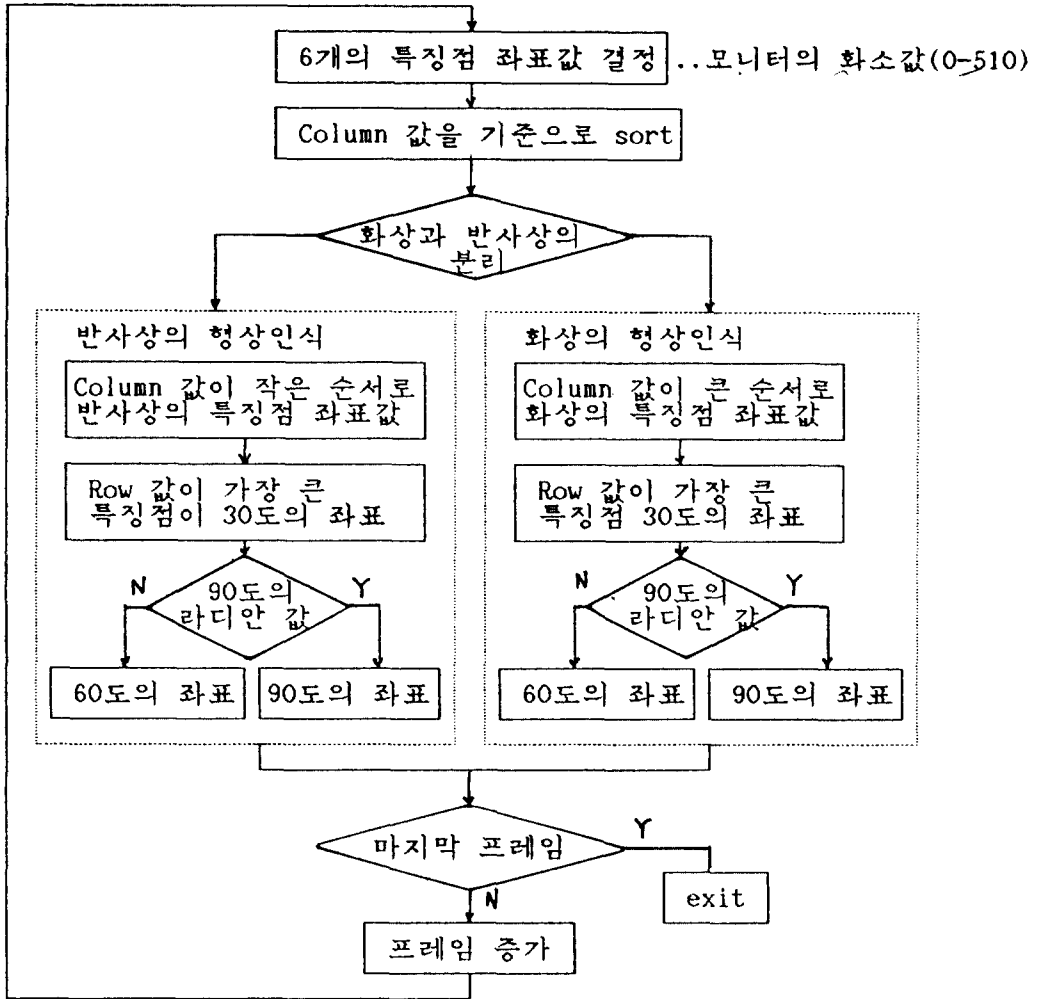 6개의 특징점 좌표값 결정 ..모니터의 화소값(0-510)
Column 값을 기준으로 sort
화상과 반사상의
분리
반사상의 형상인식
Column 값이 작은 순서로
반사상의 특징점 좌표값
Row 값이 가장 큰
특징점이 30도의 좌표
N
90도의
라디안 값
Y
60도의 좌표
90도의 좌표
화상의 형상인식
Column 값이 큰 순서로
화상의 특징점 좌표값
Row 값이 가장 큰
특징점 30도의 좌표
N
90도의
라디안 값
Y
60도의 좌표
90도의 좌표
마지막 프레임
Y
exit
N
프레임 증가